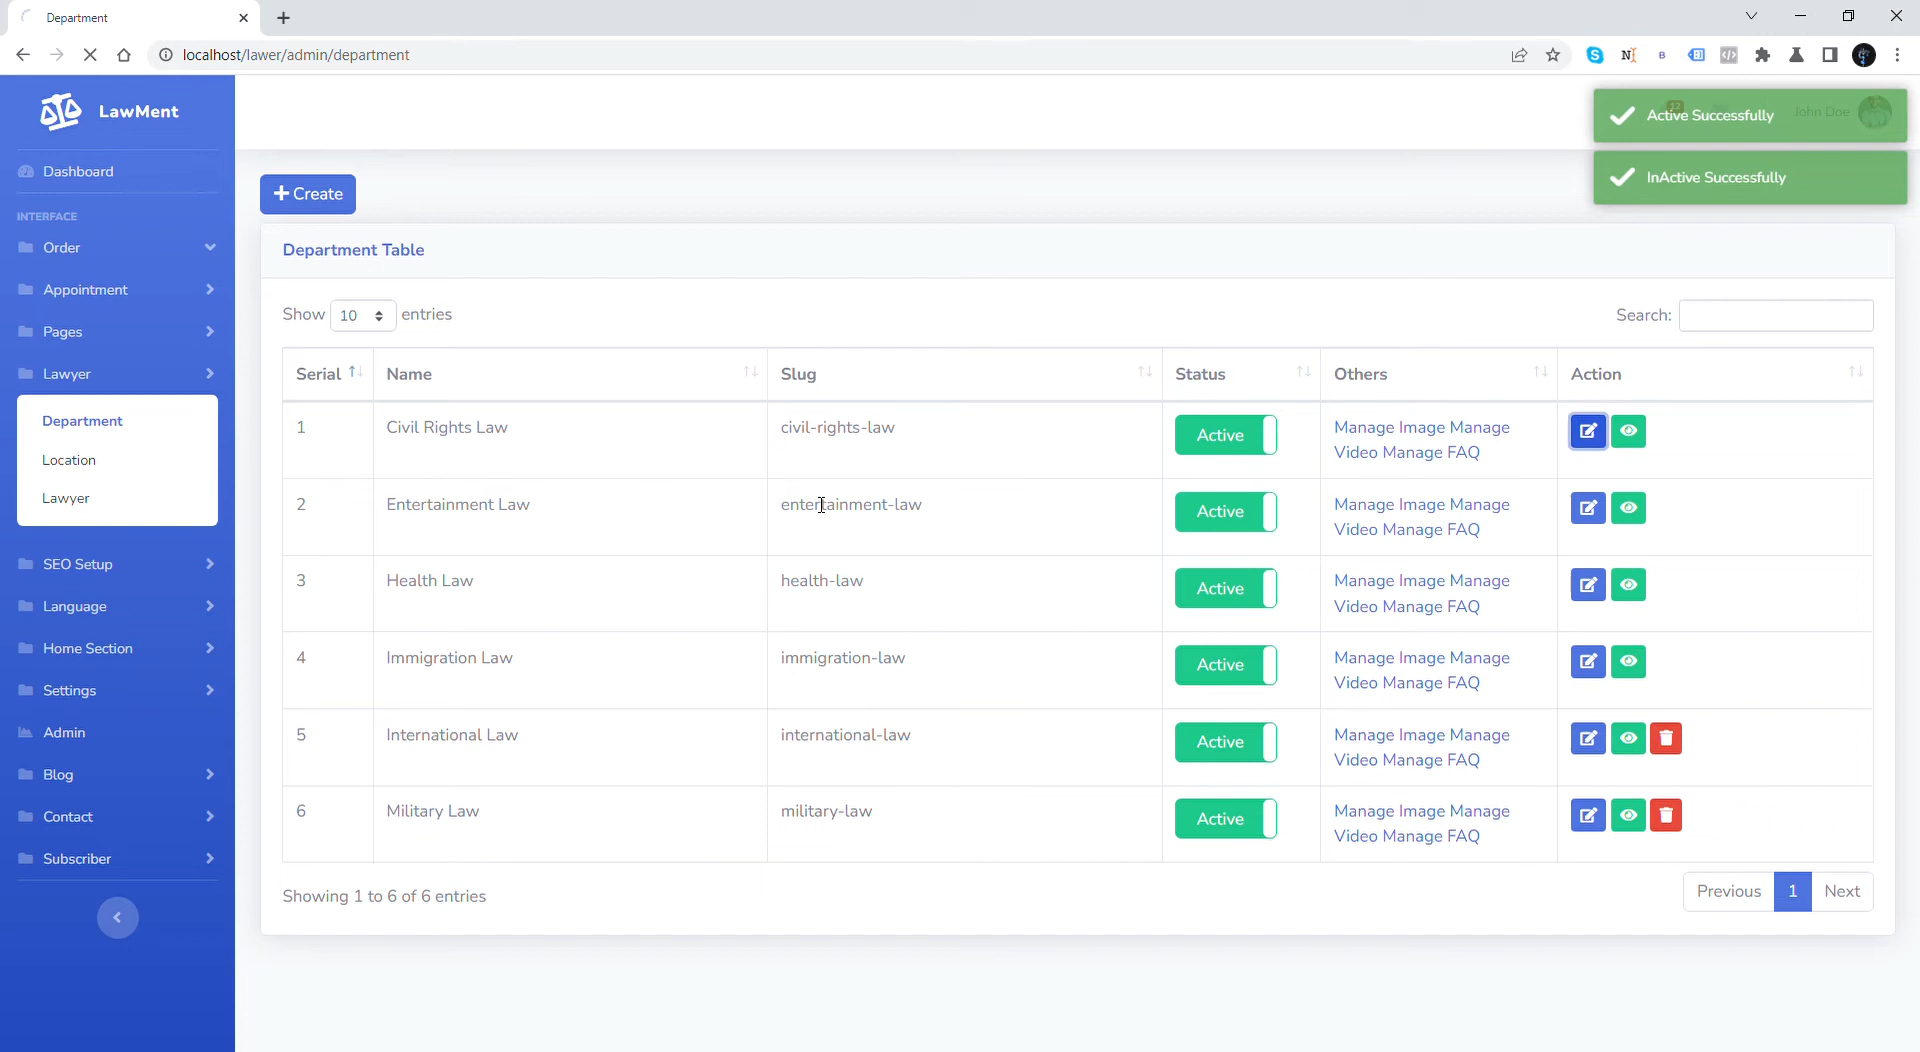 Department
localhost/lawer/admin/department
LawMent
Dashboard
INTERFACE
Order
Appointment
Pages
Lawyer
Department
Location
Lawyer
SEO Setup
Language
Home Section
Settings
Admin
Blog
Contact
Subscriber
12
John Doe
Active Successfully
InActive Successfully
Create
Department Table
Show 10 entries
Search:
Serial Name Slug Status Others Action
1 Civil Rights Law civil-rights-law Active Manage Image Manage
Video Manage FAQ
2 Entertainment Law entertainment-law Active Manage Image Manage
Video Manage FAQ
3 Health Law health-law Active Manage Image Manage
Video Manage FAQ
4 Immigration Law immigration-law Active Manage Image Manage
Video Manage FAQ
5 International Law international-law Active Manage Image Manage
Video Manage FAQ
6 Military Law military-law Active Manage Image Manage
Video Manage FAQ
Showing 1 to 6 of 6 entries
Previous 1 Next